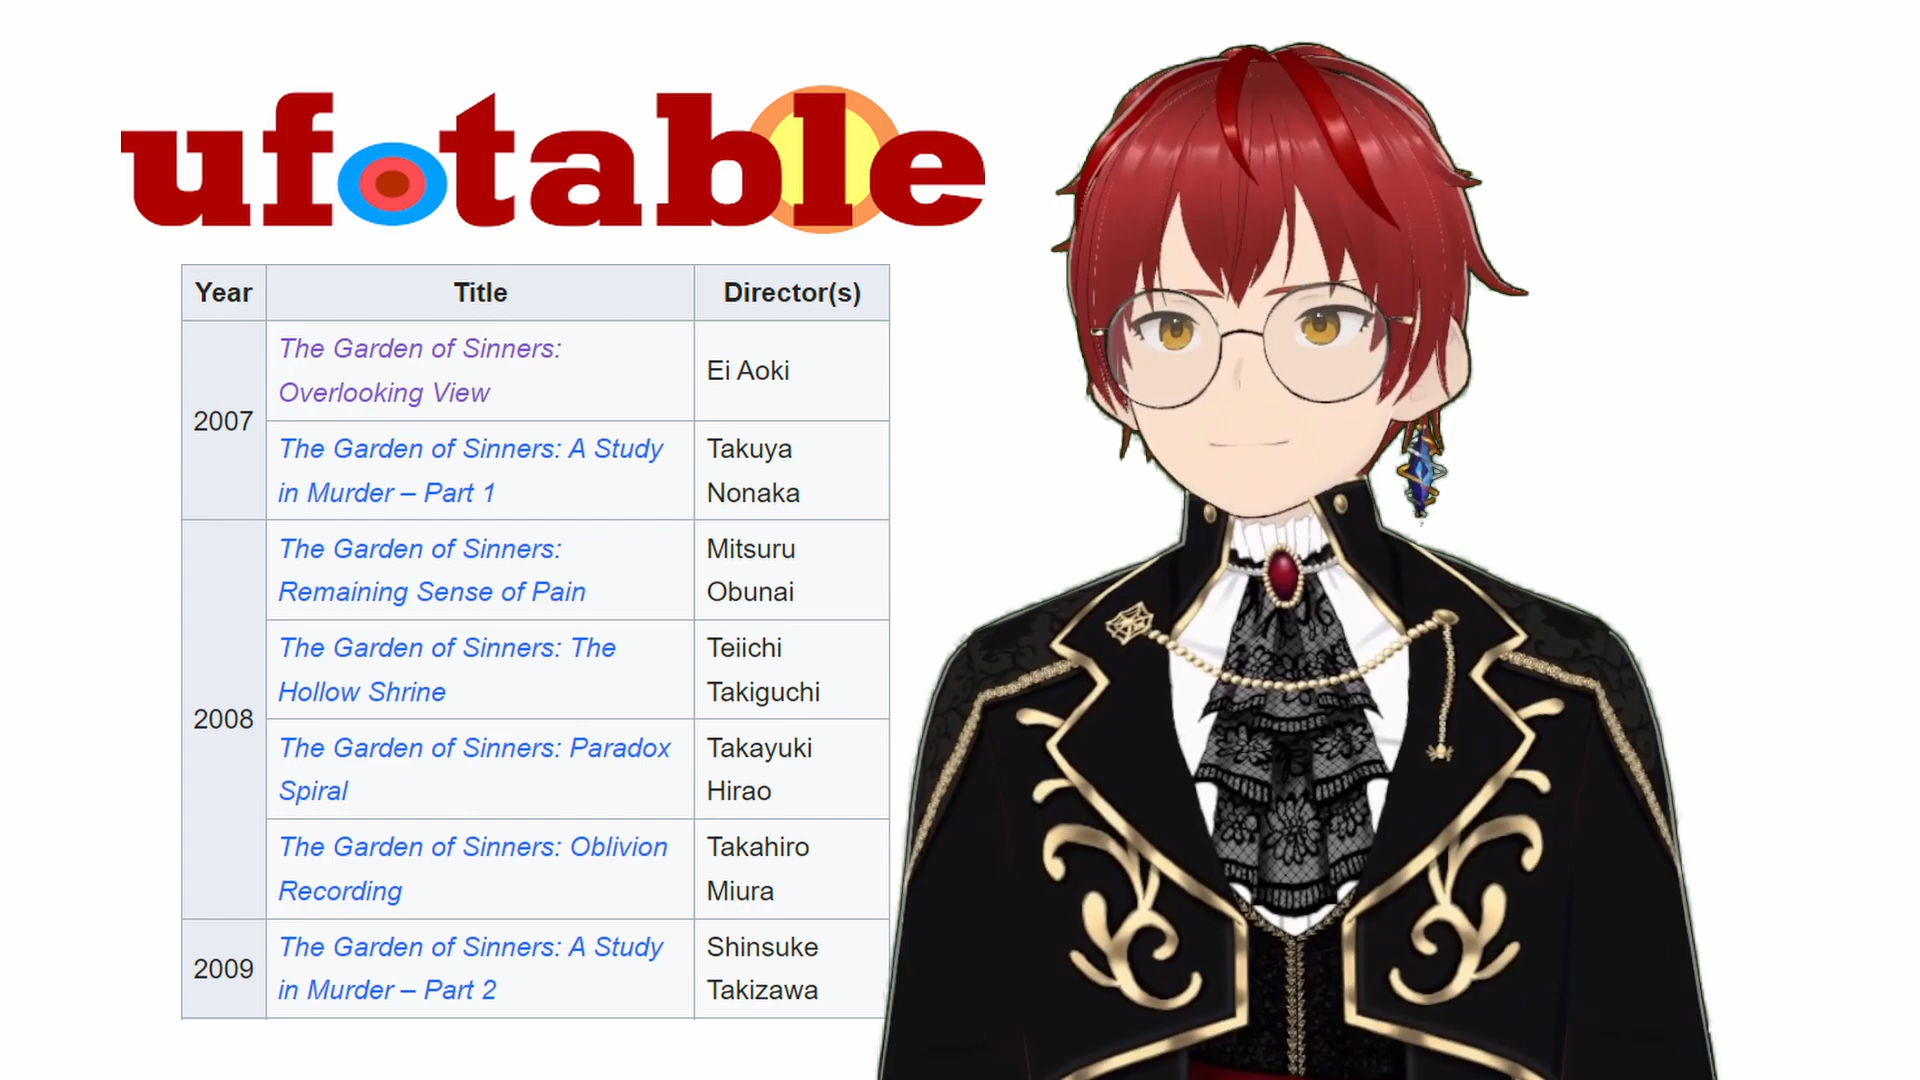 ufotable
Year Title Director(s)
2007
The Garden of Sinners:
Overlooking View
Ei Aoki
The Garden of Sinners: A Study
in Murder – Part 1
Takuya
Nonaka
2008
The Garden of Sinners:
Remaining Sense of Pain
Mitsuru
Obunai
The Garden of Sinners: The
Hollow Shrine
Teiichi
Takiguchi
The Garden of Sinners: Paradox
Spiral
Takayuki
Hirao
The Garden of Sinners: Oblivion
Recording
Takahiro
Miura
2009
The Garden of Sinners: A Study
in Murder – Part 2
Shinsuke
Takizawa